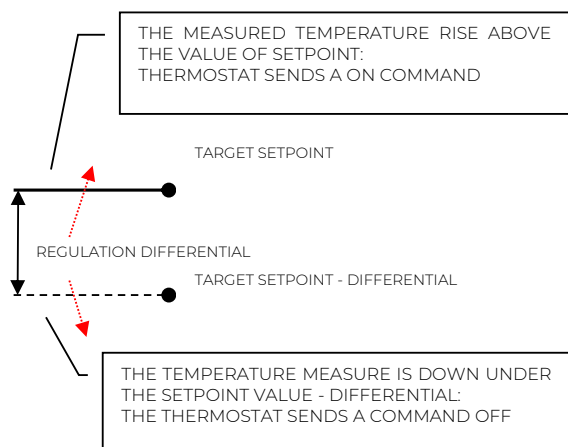 THE MEASURED TEMPERATURE RISE ABOVE
THE VALUE OF SETPOINT:
THERMOSTAT SENDS A ON COMMAND
TARGET SETPOINT
REGULATION DIFFERENTIAL
TARGET SETPOINT - DIFFERENTIAL
THE TEMPERATURE MEASURE IS DOWN UNDER
THE SETPOINT VALUE - DIFFERENTIAL:
THE THERMOSTAT SENDS A COMMAND OFF